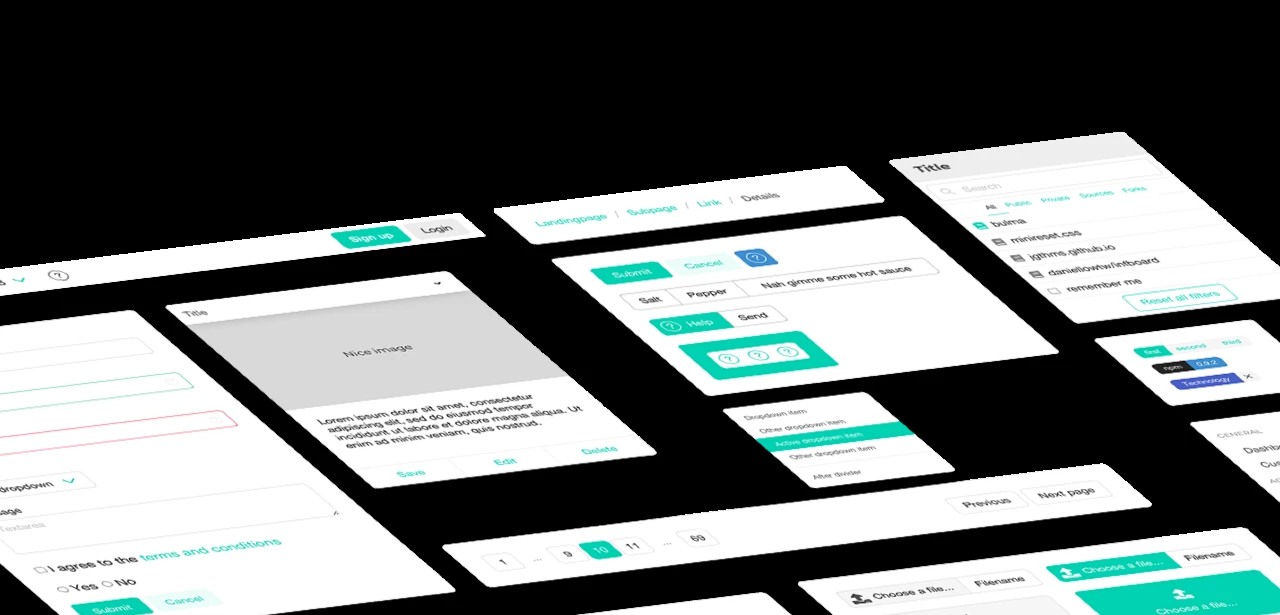 Sign up
Login
Title
Nice image
Lorem ipsum dolor sit amet, consectetur
adipiscing elit, sed do eiusmod tempor
incididunt ut labore et dolore magna aliqua. Ut
enim ad minim veniam, quis nostrud.
Save Edit Delete
dropdown
Textarea
I agree to the terms and conditions
Yes No
Submit Cancel
Landingpage / Subpage / Link / Details
Submit Cancel
Salt Pepper Nah gimme some hot sauce
Help Send
Dropdown item
Other dropdown item
Active dropdown item
Other dropdown item
After divider
1 ... 9 10 11 ... 69
Previous Next page
Title
Search
All Public Private Sources Forks
bulma
minireset.css
jgthms.github.io
daniellowtw/infboard
remember me
Reset all filters
first second third
npm 0.9.2
Technology
GENERAL
Choose a file... Filename
Choose a file... Filename
Choose a file...